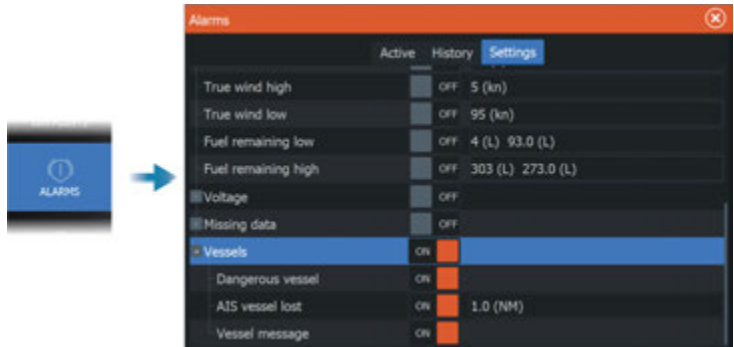 Alarms
Active History Settings
True wind high OFF 5 (kn)
True wind low OFF 95 (kn)
Fuel remaining low OFF 4 (L) 93.0 (L)
Fuel remaining high OFF 303 (L) 273.0 (L)
Voltage OFF
Missing data OFF
ALARMS
Vessels ON
Dangerous vessel ON
AIS vessel lost ON 1.0 (NM)
Vessel message ON